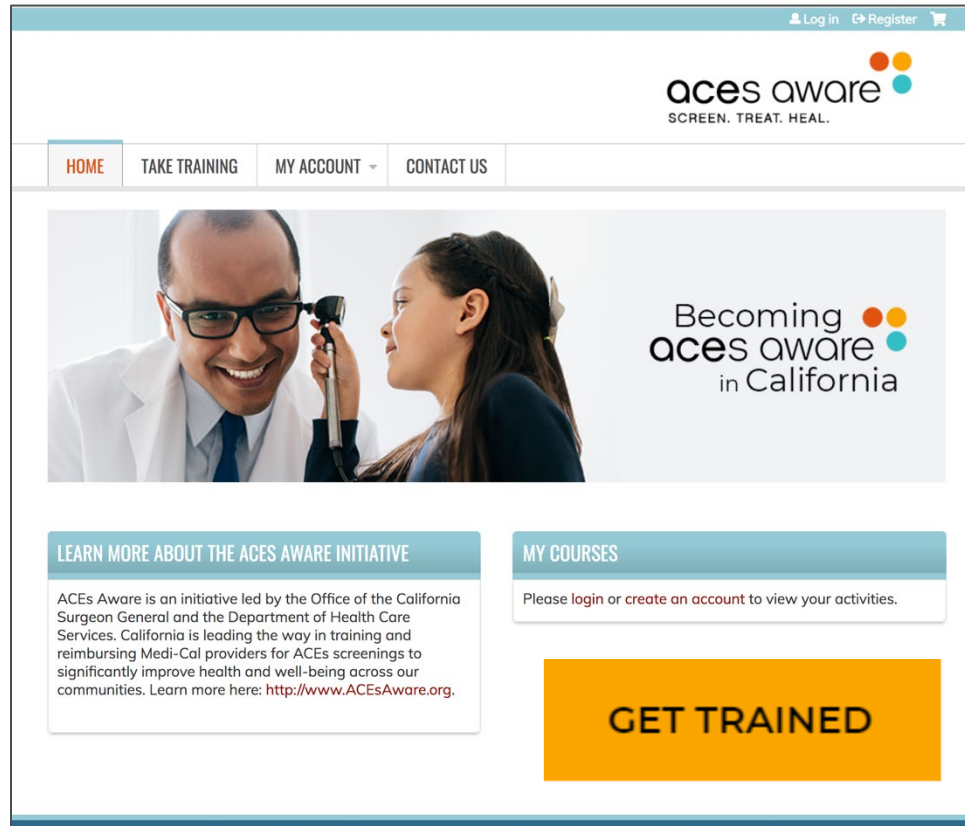 Log in Register
aces aware
SCREEN. TREAT. HEAL.
HOME TAKE TRAINING MY ACCOUNT CONTACT US
Becoming
aces aware
in California
LEARN MORE ABOUT THE ACES AWARE INITIATIVE
ACEs Aware is an initiative led by the Office of the California
Surgeon General and the Department of Health Care
Services. California is leading the way in training and
reimbursing Medi-Cal providers for ACEs screenings to
significantly improve health and well-being across our
communities. Learn more here: http://www.ACEsAware.org.
MY COURSES
Please login or create an account to view your activities.
GET TRAINED